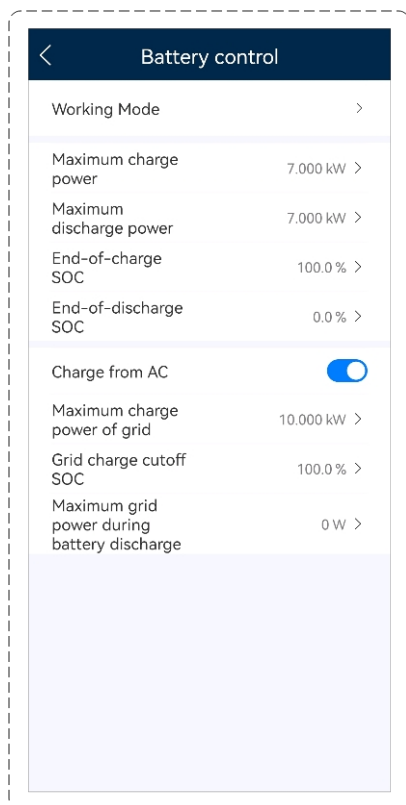 Battery control
Working Mode
Maximum charge
power
7.000 kW
Maximum
discharge power
7.000 kW
End-of-charge
SOC
100.0 %
End-of-discharge
SOC
0.0 %
Charge from AC
Maximum charge
power of grid
10.000 kW
Grid charge cutoff
SOC
100.0 %
Maximum grid
power during
battery discharge
0 W